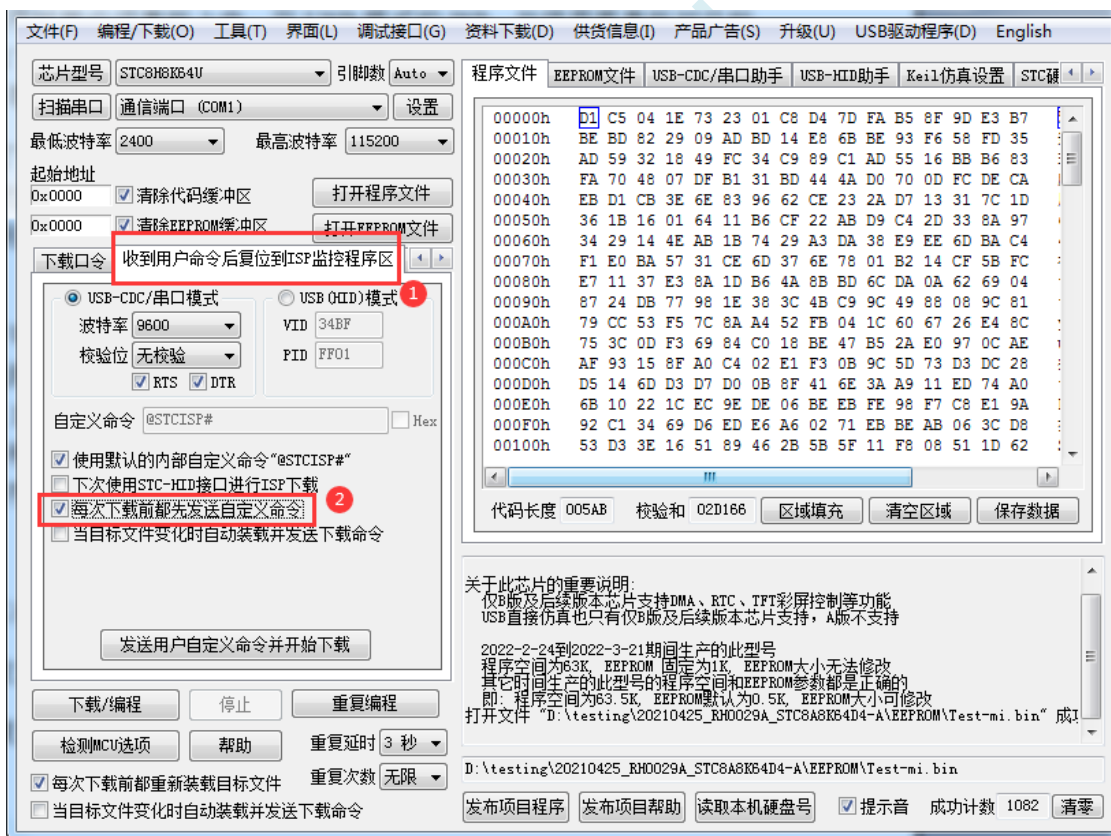 文件(F) 编程/下载(O) 工具(T) 界面(L) 调试接口(G) 资料下载(D) 供货信息(I) 产品广告(S) 升级(U) USB驱动程序(D) English
芯片型号 STC8H8K64U 引脚数 Auto
扫描串口 通信端口 (COM1) 设置
最低波特率 2400 最高波特率 115200
起始地址
0x0000 清除代码缓冲区 打开程序文件
0x0000 清除EEPROM缓冲区 打开EEPROM文件
下载口令 收到用户命令后复位到ISP监控程序区
1
USB-CDC/串口模式 USB(HID)模式
波特率 9600 VID 34BF
校验位 无校验 PID FF01
RTS DTR
自定义命令 @STCISP# Hex
使用默认的内部自定义命令"@STCISP#"
下次使用STC-HID接口进行ISP下载
每次下载前都先发送自定义命令 2
当目标文件变化时自动装载并发送下载命令
发送用户自定义命令并开始下载
下载/编程 停止 重复编程
检测MCU选项 帮助 重复延时 3 秒
每次下载前都重新装载目标文件 重复次数 无限
当目标文件变化时自动装载并发送下载命令
程序文件 EEPROM文件 USB-CDC/串口助手 USB-HID助手 Keil仿真设置 STC硬
00000h D1 C5 04 1E 73 23 01 C8 D4 7D FA B5 8F 9D E3 B7
00010h BE BD 82 29 09 AD BD 14 E8 6B BE 93 F6 58 FD 35
00020h AD 59 32 18 49 FC 34 C9 89 C1 AD 55 16 BB B6 83
00030h FA 70 48 07 DF B1 31 BD 44 4A D0 70 0D FC DE CA
00040h EB D1 CB 3E 6E 83 96 62 CE 23 2A D7 13 31 7C 1D
00050h 36 1B 16 01 64 11 B6 CF 22 AB D9 C4 2D 33 8A 97
00060h 34 29 14 4E AB 1B 74 29 A3 DA 38 E9 EE 6D BA C4
00070h F1 E0 BA 57 31 CE 6D 37 6E 78 01 B2 14 CF 5B FC
00080h E7 11 37 E3 8A 1D B6 4A 8B BD 6C DA 0A 62 69 04
00090h 87 24 DB 77 98 1E 38 3C 4B C9 9C 49 88 08 9C 81
000A0h 79 CC 53 F5 7C 8A A4 52 FB 04 1C 60 67 26 E4 8C
000B0h 75 3C 0D F3 69 84 C0 18 BE 47 B5 2A E0 97 0C AE
000C0h AF 93 15 8F A0 C4 02 E1 F3 0B 9C 5D 73 D3 DC 28
000D0h D5 14 6D D3 D7 D0 0B 8F 41 6E 3A A9 11 ED 74 A0
000E0h 6B 10 22 1C EC 9E DE 06 BE EB FE 98 F7 C8 E1 9A
000F0h 92 C1 34 69 D6 ED E6 A6 02 71 EB BE AB 06 3C D8
00100h 53 D3 3E 16 51 89 46 2B 5B 5F 11 F8 08 51 1D 62
代码长度 005AB 校验和 02D166 区域填充 清空区域 保存数据
关于此芯片的重要说明:
仅B版及后续版本芯片支持DMA、RTC、TFT彩屏控制等功能
USB直接仿真也只有仅B版及后续版本芯片支持，A版不支持
2022-2-24到2022-3-21期间生产的此型号
程序空间为63K, EEPROM 固定为1K, EEPROM大小无法修改
其它时间生产的此型号的程序空间和EEPROM参数都是正确的
即: 程序空间为63.5K, EEPROM默认为0.5K, EEPROM大小可修改
打开文件 "D:\testing\20210425_RH0029A_STC8A8K64D4-A\EEPROM\Test-mi.bin" 成功
D:\testing\20210425_RH0029A_STC8A8K64D4-A\EEPROM\Test-mi.bin
发布项目程序 发布项目帮助 读取本机硬盘号 提示音 成功计数 1082 清零